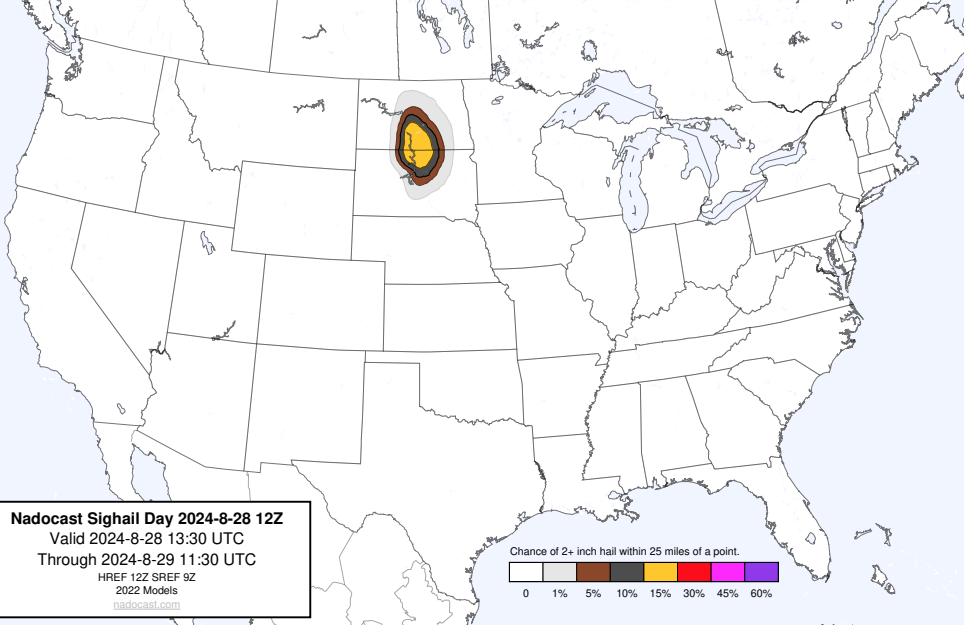 Nadocast Sighail Day 2024-8-28 12Z
Valid 2024-8-28 13:30 UTC
Through 2024-8-29 11:30 UTC
HREF 12Z SREF 9Z
2022 Models
nadocast.com
Chance of 2+ inch hail within 25 miles of a point.
0 1% 5% 10% 15% 30% 45% 60%